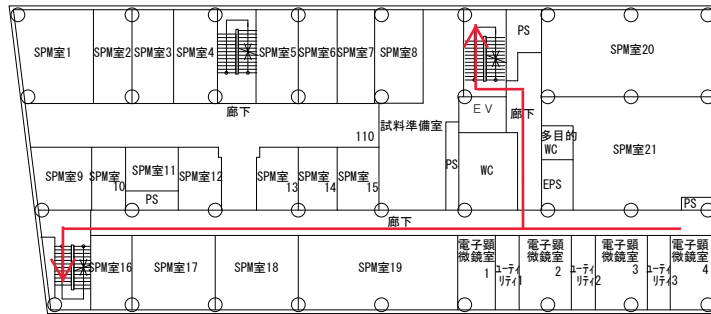 SPM室1
SPM室2
SPM室3
SPM室4
SPM室5
SPM室6
SPM室7
SPM室8
PS
SPM室20
廊下
試料準備室
EV
廊下
110
多目的
WC
SPM室21
SPM室9
SPM室
10
SPM室11
PS
SPM室12
SPM室
13
SPM室
14
SPM室
15
PS
WC
EPS
PS
廊下
SPM室16
SPM室17
SPM室18
SPM室19
電子顕
微鏡室
1
ユーティ
リティ1
電子顕
微鏡室
2
ユーティ
リティ2
電子顕
微鏡室
3
ユーティ
リティ3
電子顕
微鏡室
4